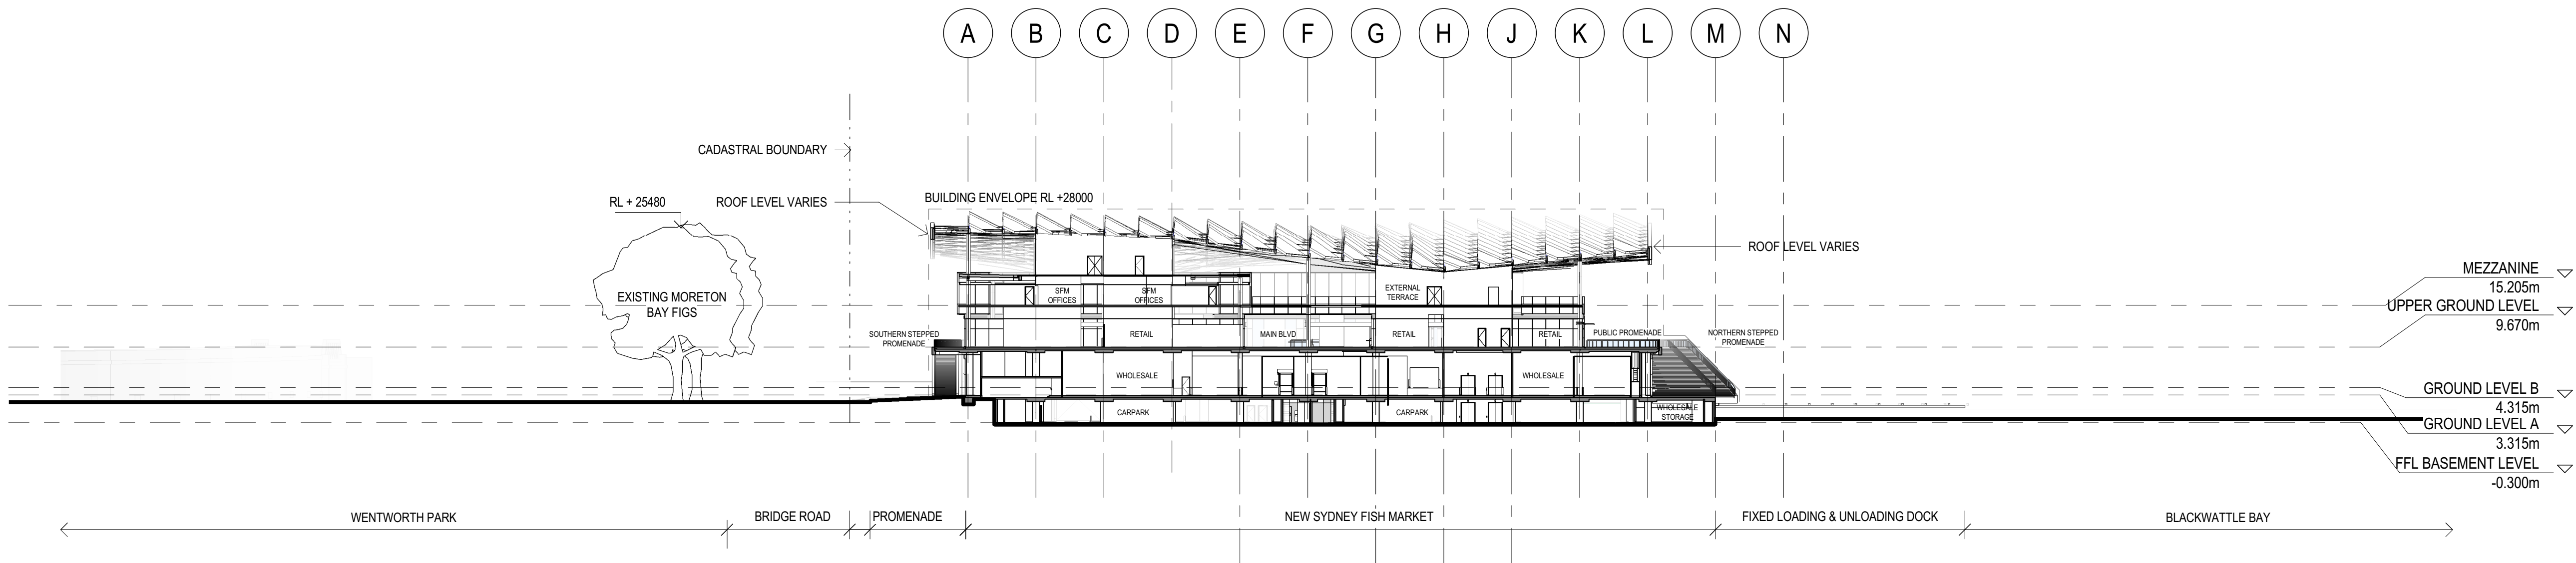 A B C D E F G H J K L M N
CADASTRAL BOUNDARY
BUILDING ENVELOPE RL +28000
RL + 25480
ROOF LEVEL VARIES
ROOF LEVEL VARIES
MEZZANINE
15.205m
EXISTING MORETON
BAY FIGS
SFM
OFFICES
SFM
OFFICES
EXTERNAL
TERRACE
UPPER GROUND LEVEL
9.670m
SOUTHERN STEPPED
PROMENADE
RETAIL
MAIN BLVD
RETAIL
RETAIL
PUBLIC PROMENADE
NORTHERN STEPPED
PROMENADE
WHOLESALE
WHOLESALE
GROUND LEVEL B
4.315m
CARPARK
CARPARK
WHOLESALE
STORAGE
GROUND LEVEL A
3.315m
FFL BASEMENT LEVEL
-0.300m
WENTWORTH PARK
BRIDGE ROAD
PROMENADE
NEW SYDNEY FISH MARKET
FIXED LOADING & UNLOADING DOCK
BLACKWATTLE BAY